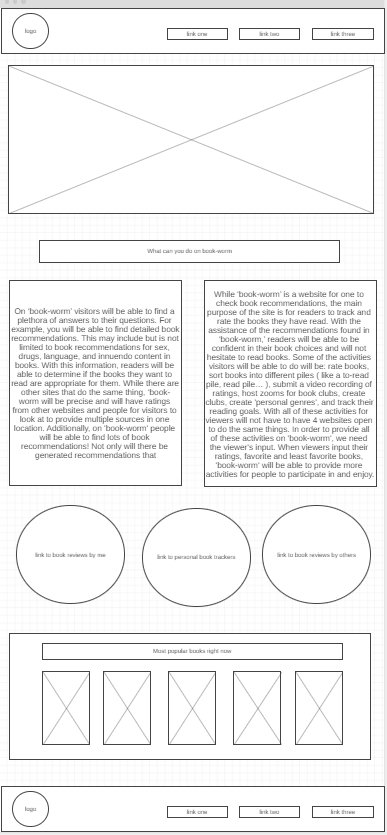 logo
link one
link two
link three
What can you do on book-worm
On 'book-worm' visitors will be able to find a
plethora of answers to their questions. For
example, you will be able to find detailed book
recommendations. This may include but is not
limited to book recommendations for sex,
drugs, language, and innuendo content in
books. With this information, readers will be
able to determine if the books they want to
read are appropriate for them. While there are
other sites that do the same thing, 'book-
worm will be precise and will have ratings
from other websites and people for visitors to
look at to provide multiple sources in one
location. Additionally, on 'book-worm' people
will be able to find lots of book
recommendations! Not only will there be
generated recommendations that
While 'book-worm' is a website for one to
check book recommendations, the main
purpose of the site is for readers to track and
rate the books they have read. With the
assistance of the recommendations found in
'book-worm,' readers will be able to be
confident in their book choices and will not
hesitate to read books. Some of the activities
visitors will be able to do will be: rate books,
sort books into different piles ( like a to-read
pile, read pile... ), submit a video recording of
ratings, host zooms for book clubs, create
clubs, create 'personal genres', and track their
reading goals. With all of these activities for
viewers will not have to have 4 websites open
to do the same things. In order to provide all
of these activities on 'book-worm', we need
the viewer's input. When viewers input their
ratings, favorite and least favorite books,
'book-worm' will be able to provide more
activities for people to participate in and enjoy.
link to book reviews by me
link to personal book trackers
link to book reviews by others
Most popular books right now
logo
link one
link two
link three